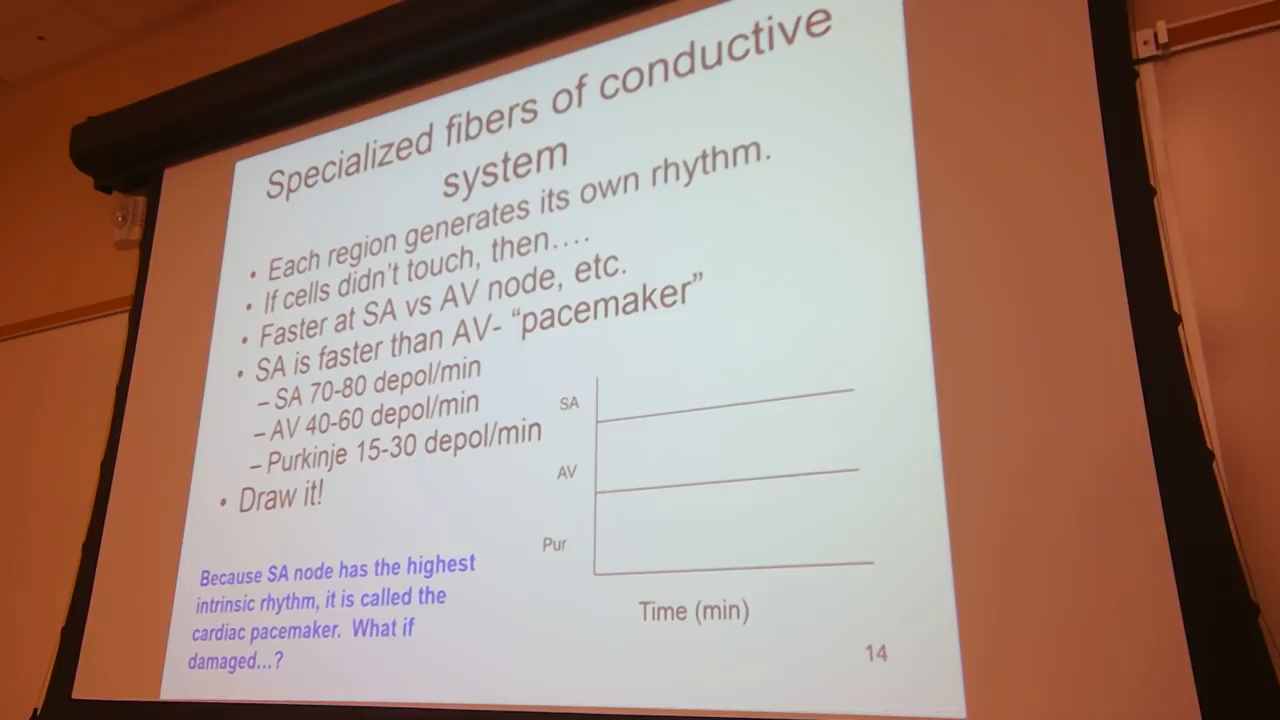 Specialized fibers of conductive
system
• Each region generates its own rhythm.
• If cells didn't touch, then….
• Faster at SA vs AV node, etc.
• SA is faster than AV- “pacemaker”
– SA 70-80 depol/min
– AV 40-60 depol/min
– Purkinje 15-30 depol/min
• Draw it!
SA
AV
Pur
Time (min)
Because SA node has the highest
intrinsic rhythm, it is called the
cardiac pacemaker. What if
damaged...?
14